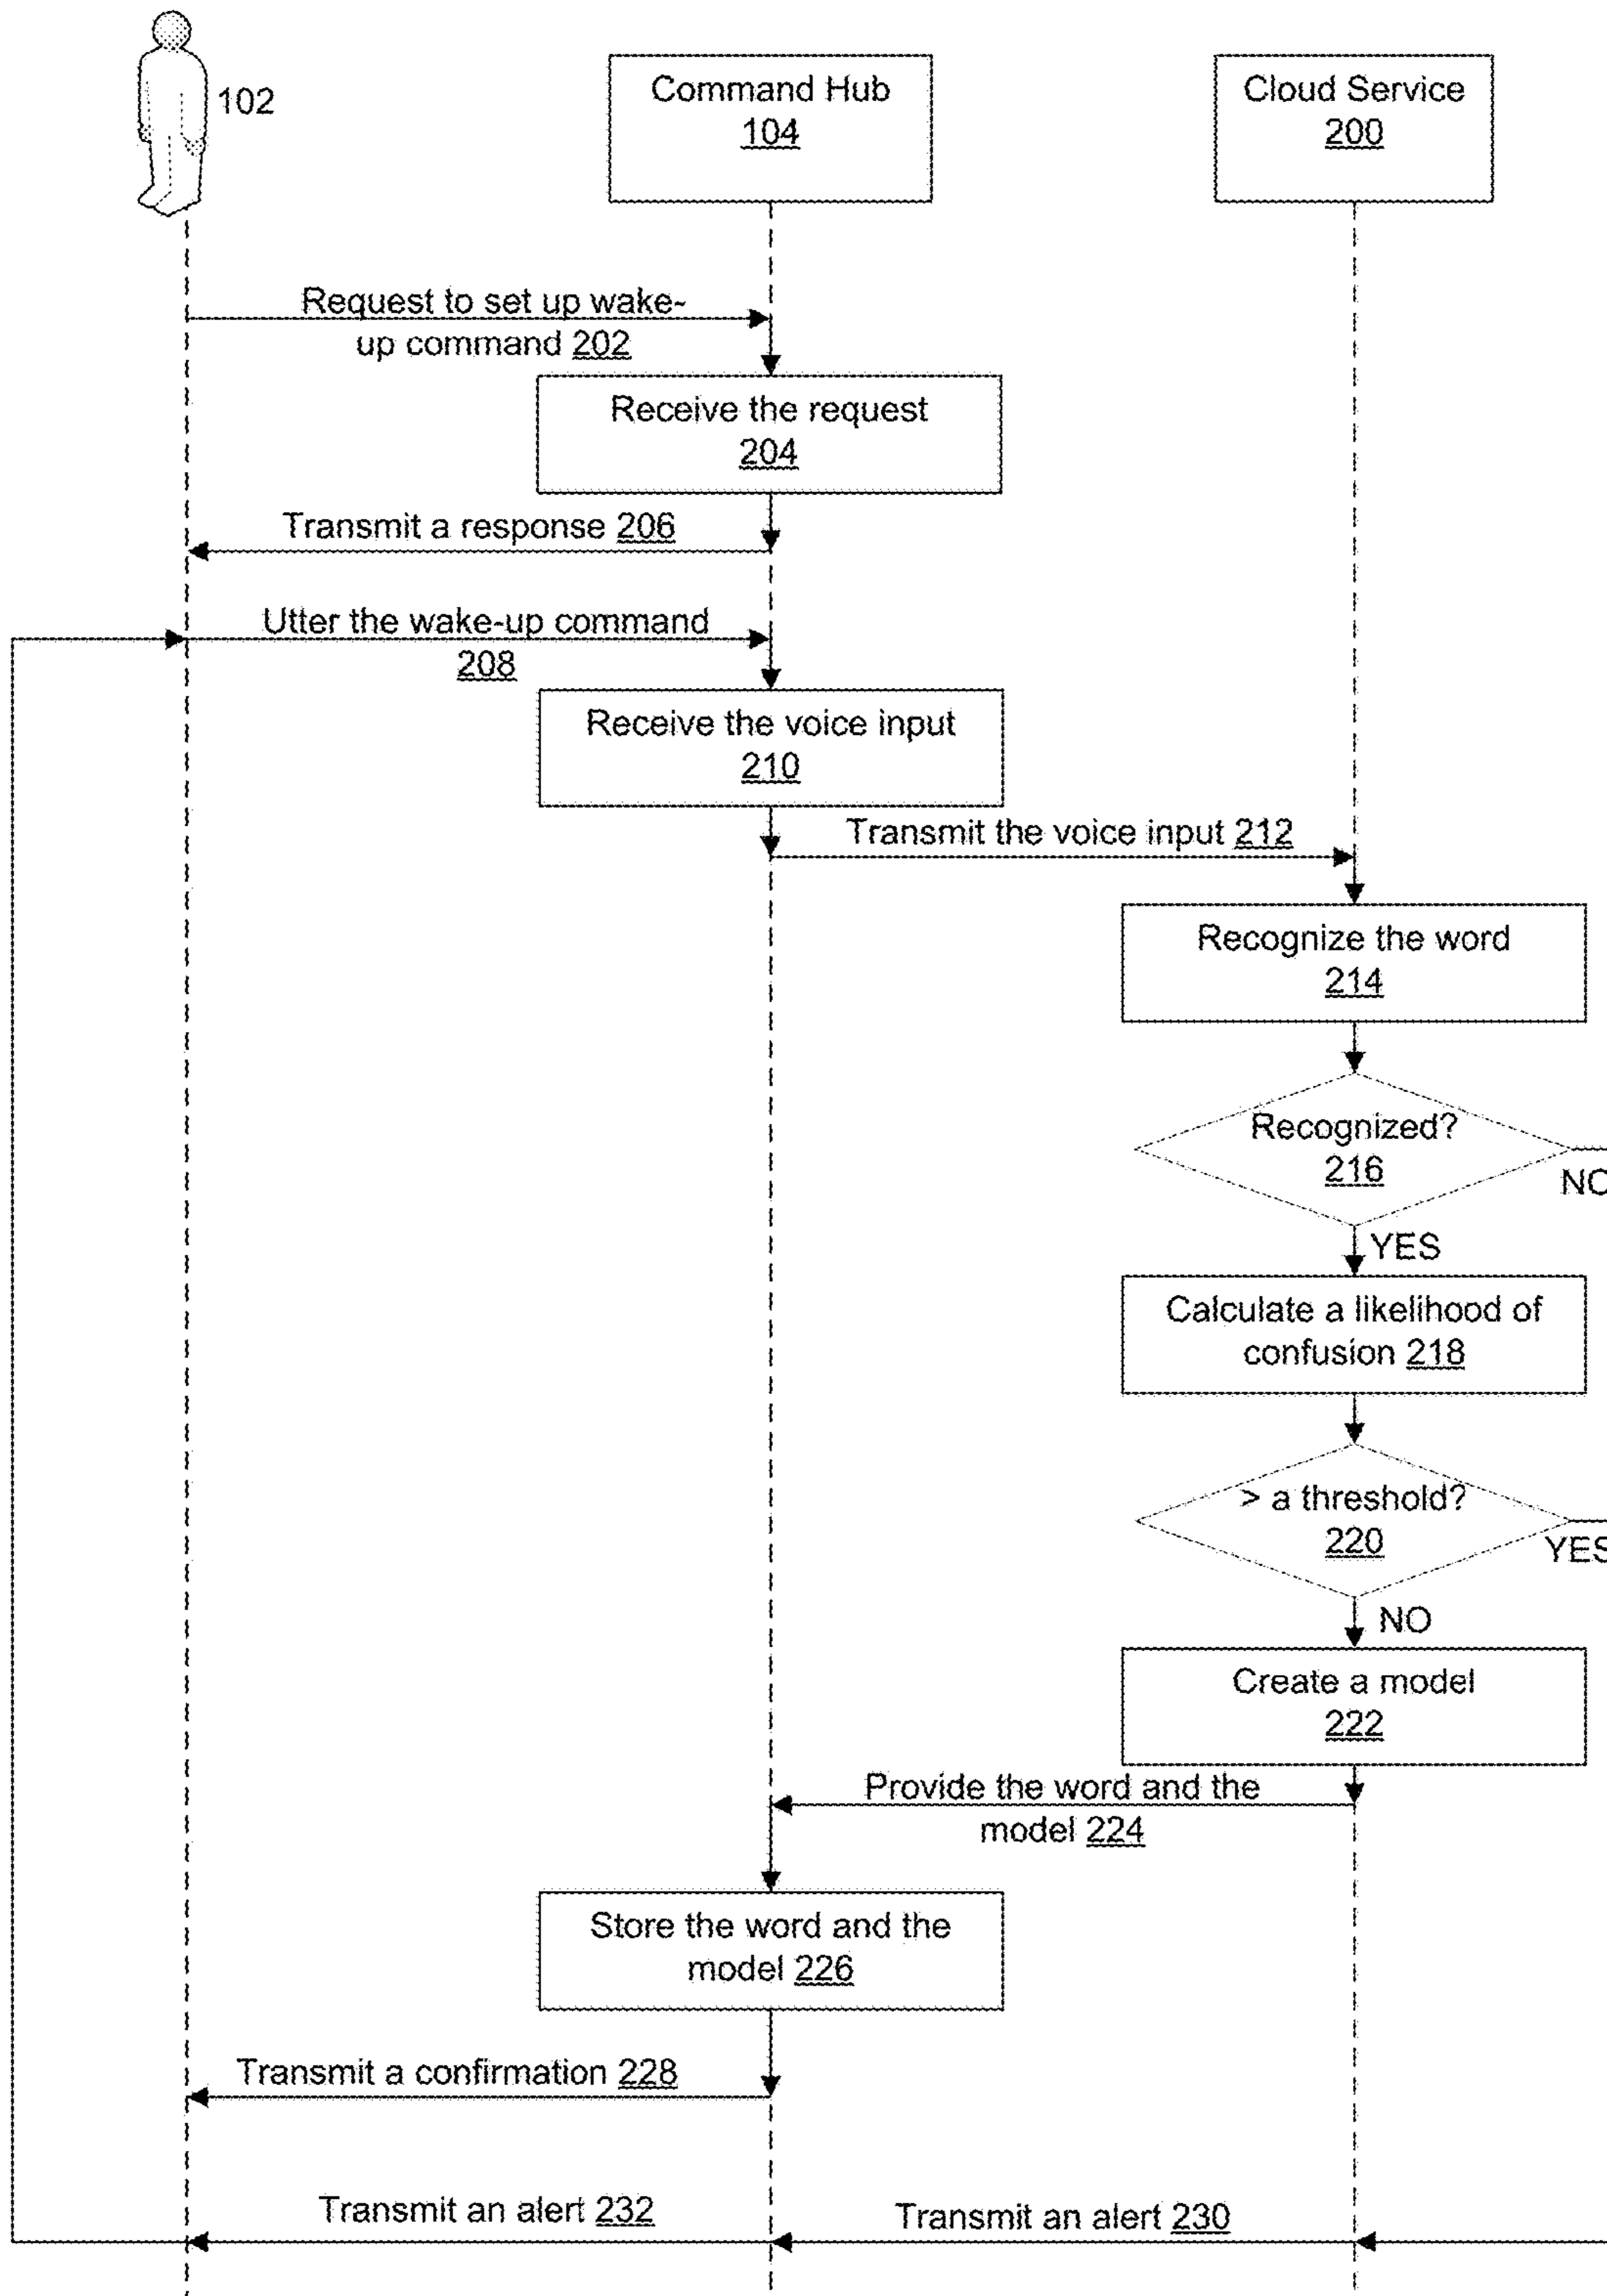 102
Command Hub
104
Cloud Service
200
Request to set up wake-
up command 202
Receive the request
204
Transmit a response 206
Utter the wake-up command
208
Receive the voice input
210
Transmit the voice input 212
Recognize the word
214
Recognized?
216
NO
YES
Calculate a likelihood of
confusion 218
> a threshold?
220
YES
NO
Create a model
222
Provide the word and the
model 224
Store the word and the
model 226
Transmit a confirmation 228
Transmit an alert 232
Transmit an alert 230